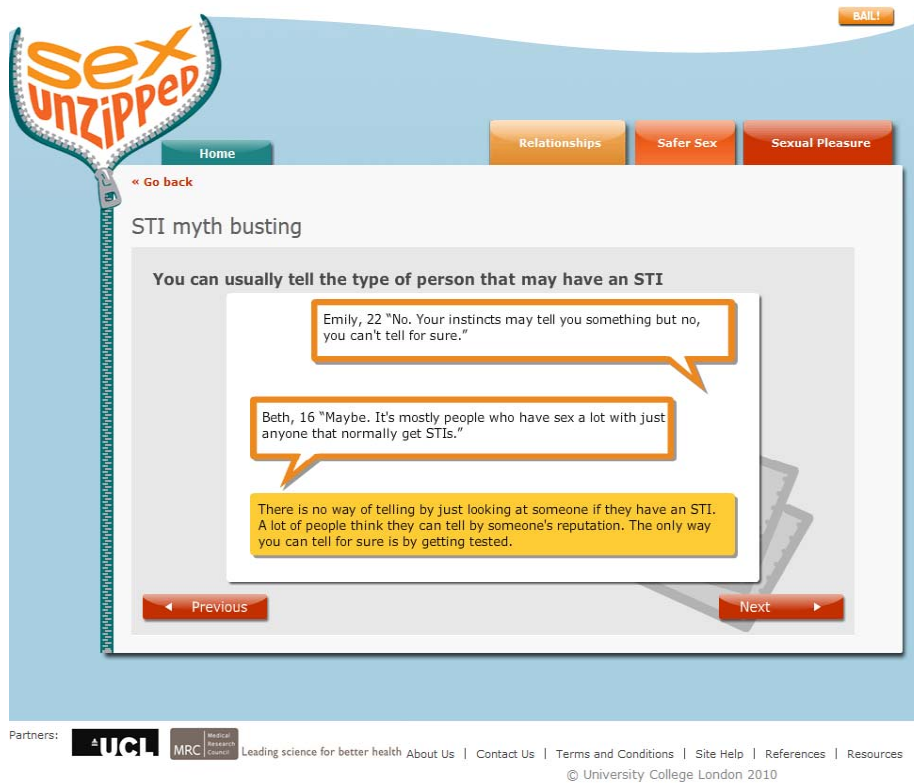 BAIL!
sex
unzipped
Home
Relationships
Safer Sex
Sexual Pleasure
« Go back
STI myth busting
You can usually tell the type of person that may have an STI
Emily, 22 “No. Your instincts may tell you something but no,
you can't tell for sure.”
Beth, 16 “Maybe. It's mostly people who have sex a lot with just
anyone that normally get STIs.”
There is no way of telling by just looking at someone if they have an STI.
A lot of people think they can tell by someone's reputation. The only way
you can tell for sure is by getting tested.
Previous
Next
Partners:
UCL
MRC
Medical
Research
Council
Leading science for better health
About Us | Contact Us | Terms and Conditions | Site Help | References | Resources
© University College London 2010